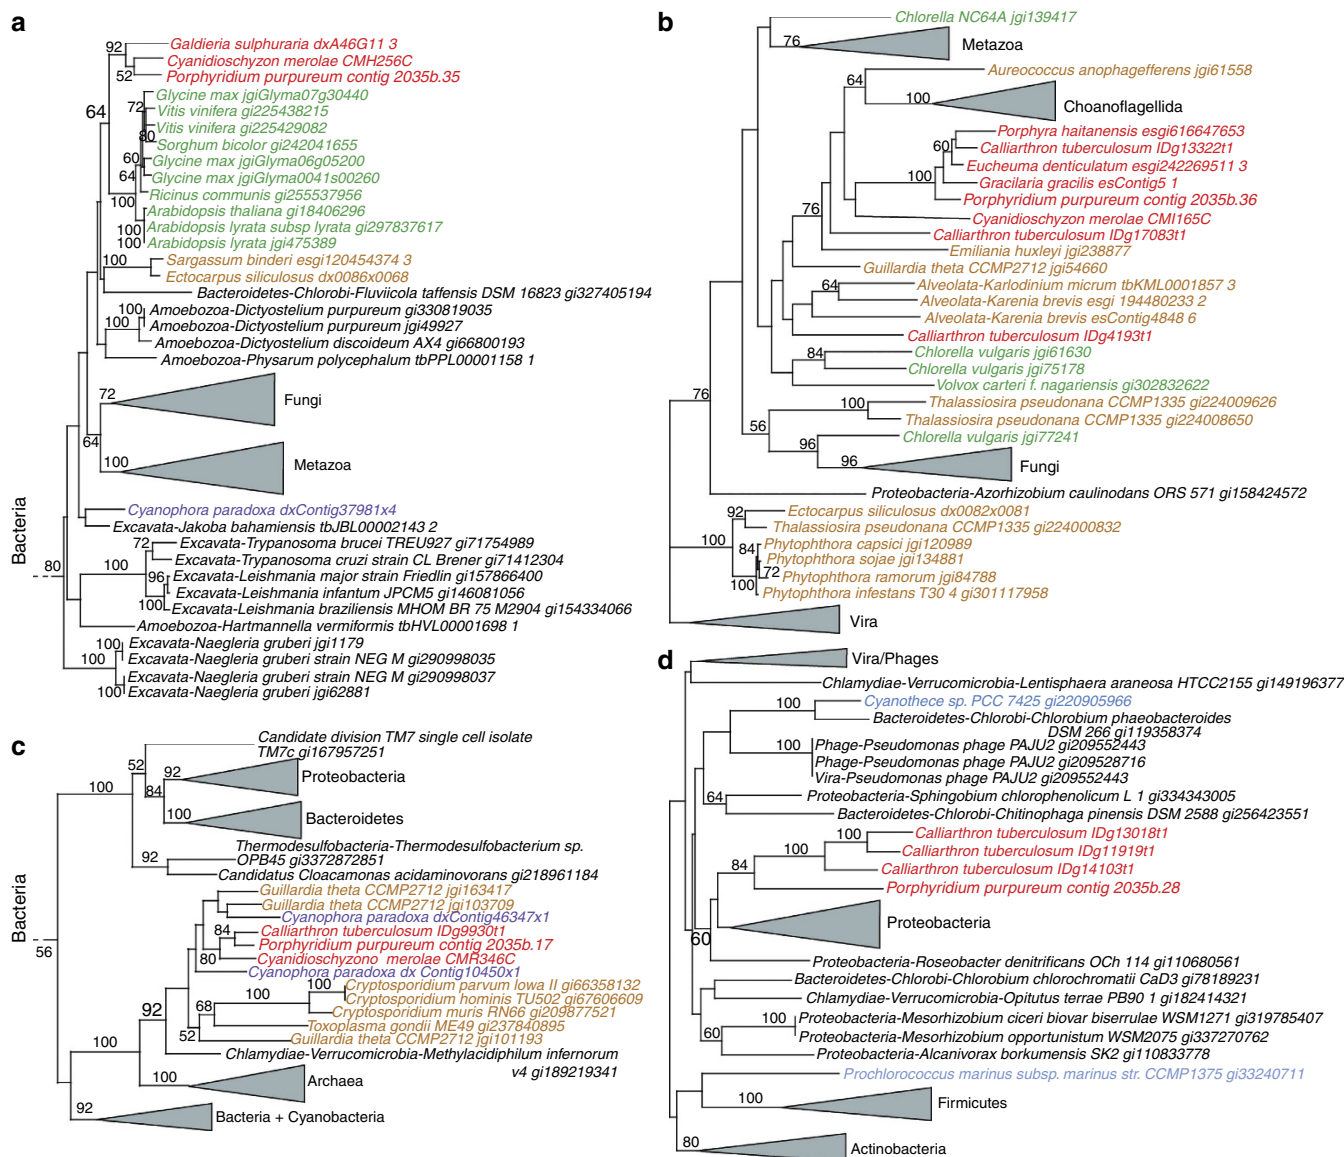 a
92
Galdieria sulphuraria dxA46G11 3
Cyanidioschyzon merolae CMH256C
52
Porphyridium purpureum contig 2035b.35
64
Glycine max jgiGlyma07g30440
72
Vitis vinifera gi225438215
Vitis vinifera gi225429082
80
Sorghum bicolor gi242041655
60
Glycine max jgiGlyma06g05200
64
Glycine max jgiGlyma0041s00260
Ricinus communis gi255537956
100
Arabidopsis thaliana gi18406296
100
Arabidopsis lyrata subsp lyrata gi297837617
100
Arabidopsis lyrata jgi475389
100
Sargassum binderi esgi120454374 3
Ectocarpus siliculosus dx0086x0068
Bacteroidetes-Chlorobi-Fluviicola taffensis DSM 16823 gi327405194
Amoebozoa-Dictyostelium purpureum gi330819035
100
Amoebozoa-Dictyostelium purpureum jgi49927
100
Amoebozoa-Dictyostelium discoideum AX4 gi66800193
Amoebozoa-Physarum polycephalum tbPPL00001158 1
72
Fungi
64
100
Metazoa
Bacteria
80
Cyanophora paradoxa dxContig37981x4
Excavata-Jakoba bahamiensis tbJBL00002143 2
72
Excavata-Trypanosoma brucei TREU927 gi71754989
Excavata-Trypanosoma cruzi strain CL Brener gi71412304
100
96
Excavata-Leishmania major strain Friedlin gi157866400
Excavata-Leishmania infantum JPCM5 gi146081056
100
Excavata-Leishmania braziliensis MHOM BR 75 M2904 gi154334066
Amoebozoa-Hartmannella vermiformis tbHVL00001698 1
100
Excavata-Naegleria gruberi jgi1179
100
Excavata-Naegleria gruberi strain NEG M gi290998035
Excavata-Naegleria gruberi strain NEG M gi290998037
100
Excavata-Naegleria gruberi jgi62881
b
Chlorella NC64A jgi139417
76
Metazoa
64
Aureococcus anophagefferens jgi61558
100
Choanoflagellida
Porphyra haitanensis esgi616647653
60
Calliarthron tuberculosum IDg13322t1
Eucheuma denticulatum esgi242269511 3
100
Gracilaria gracilis esContig5 1
Porphyridium purpureum contig 2035b.36
76
Cyanidioschyzon merolae CMI165C
Calliarthron tuberculosum IDg17083t1
Emiliania huxleyi jgi238877
Guillardia theta CCMP2712 jgi54660
64
Alveolata-Karlodinium micrum tbKML0001857 3
Alveolata-Karenia brevis esgi 194480233 2
Alveolata-Karenia brevis esContig4848 6
Calliarthron tuberculosum IDg4193t1
84
Chlorella vulgaris jgi61630
Chlorella vulgaris jgi75178
Volvox carteri f. nagariensis gi302832622
76
100
Thalassiosira pseudonana CCMP1335 gi224009626
Thalassiosira pseudonana CCMP1335 gi224008650
56
Chlorella vulgaris jgi77241
96
96
Fungi
Proteobacteria-Azorhizobium caulinodans ORS 571 gi158424572
92
Ectocarpus siliculosus dx0082x0081
Thalassiosira pseudonana CCMP1335 gi224000832
100
Phytophthora capsici jgi120989
84
Phytophthora sojae jgi134881
72
Phytophthora ramorum jgi84788
100
Phytophthora infestans T30 4 gi301117958
Vira
c
Candidate division TM7 single cell isolate
TM7c gi167957251
52
92
Proteobacteria
100
84
100
Bacteroidetes
Thermodesulfobacteria-Thermodesulfobacterium sp.
92
OPB45 gi3372872851
Candidatus Cloacamonas acidaminovorans gi218961184
Bacteria
56
Guillardia theta CCMP2712 jgi163417
Guillardia theta CCMP2712 jgi103709
Cyanophora paradoxa dxContig46347x1
84
Calliarthron tuberculosum IDg9930t1
Porphyridium purpureum contig 2035b.17
80
Cyanidioschyzono merolae CMR346C
Cyanophora paradoxa dx Contig10450x1
100
Cryptosporidium parvum Iowa II gi66358132
100
Cryptosporidium hominis TU502 gi67606609
92
68
Cryptosporidium muris RN66 gi209877521
Toxoplasma gondii ME49 gi237840895
52
Guillardia theta CCMP2712 jgi101193
100
Chlamydiae-Verrucomicrobia-Methylacidiphilum infernorum
v4 gi189219341
100
Archaea
92
Bacteria + Cyanobacteria
d
Vira/Phages
Chlamydiae-Verrucomicrobia-Lentisphaera araneosa HTCC2155 gi149196377
100
Cyanothece sp. PCC 7425 gi220905966
Bacteroidetes-Chlorobi-Chlorobium phaeobacteroides
DSM 266 gi119358374
100
Phage-Pseudomonas phage PAJU2 gi209552443
Phage-Pseudomonas phage PAJU2 gi209528716
Vira-Pseudomonas phage PAJU2 gi209552443
64
Proteobacteria-Sphingobium chlorophenolicum L 1 gi334343005
Bacteroidetes-Chlorobi-Chitinophaga pinensis DSM 2588 gi256423551
100
Calliarthron tuberculosum IDg13018t1
100
Calliarthron tuberculosum IDg11919t1
84
Calliarthron tuberculosum IDg14103t1
Porphyridium purpureum contig 2035b.28
Proteobacteria
60
Proteobacteria-Roseobacter denitrificans OCh 114 gi110680561
Bacteroidetes-Chlorobi-Chlorobium chlorochromatii CaD3 gi78189231
Chlamydiae-Verrucomicrobia-Opitutus terrae PB90 1 gi182414321
100
Proteobacteria-Mesorhizobium ciceri biovar biserrulae WSM1271 gi319785407
60
Proteobacteria-Mesorhizobium opportunistum WSM2075 gi337270762
Proteobacteria-Alcanivorax borkumensis SK2 gi110833778
Prochlorococcus marinus subsp. marinus str. CCMP1375 gi33240711
100
Firmicutes
80
Actinobacteria